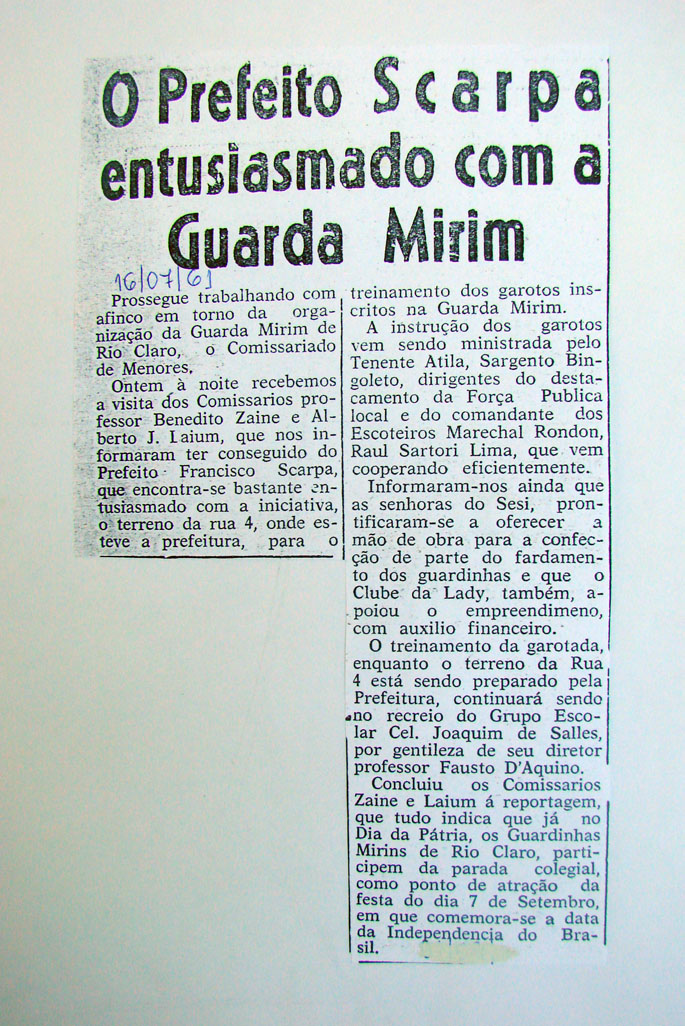 O Prefeito Scarpa
entusiasmado com a
Guarda Mirim
16/07/61
Prossegue trabalhando com
afinco em torno da orga-
nização da Guarda Mirim de
Rio Claro, o Comissariado
de Menores.
Ontem à noite recebemos
a visita dos Comissarios pro-
fessor Benedito Zaine e Al-
berto J. Laium, que nos in-
formaram ter conseguido do
Prefeito Francisco Scarpa,
que encontra-se bastante en-
tusiasmado com a iniciativa,
o terreno da rua 4, onde es-
teve a prefeitura, para o
treinamento dos garotos ins-
critos na Guarda Mirim.
A instrução dos garotos
vem sendo ministrada pelo
Tenente Atila, Sargento Bin-
goleto, dirigentes do desta-
camento da Força Publica
local e do comandante dos
Escoteiros Marechal Rondon,
Raul Sartori Lima, que vem
cooperando eficientemente.
Informaram-nos ainda que
as senhoras do Sesi, pron-
tificaram-se a oferecer a
mão de obra para a confec-
ção de parte do fardamen-
to dos guardinhas e que o
Clube da Lady, também, a-
poiou o empreendimeno,
com auxilio financeiro.
O treinamento da garotada,
enquanto o terreno da Rua
4 está sendo preparado pela
Prefeitura, continuará sendo
no recreio do Grupo Esco-
lar Cel. Joaquim de Salles,
por gentileza de seu diretor
professor Fausto D'Aquino.
Concluiu os Comissarios
Zaine e Laium á reportagem,
que tudo indica que já no
Dia da Pátria, os Guardinhas
Mirins de Rio Claro, parti-
cipem da parada colegial,
como ponto de atração da
festa do dia 7 de Setembro,
em que comemora-se a data
da Independencia do Bra-
sil.